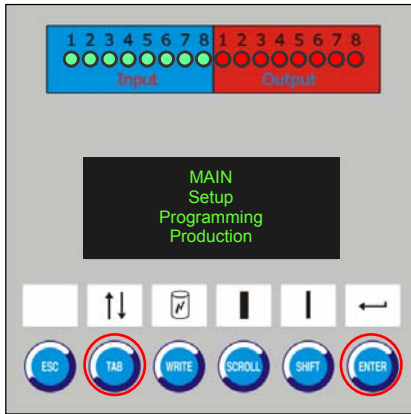 1 2 3 4 5 6 7 8 1 2 3 4 5 6 7 8
Input Output
MAIN
Setup
Programming
Production
ESC TAB WRITE SCROLL SHIFT ENTER